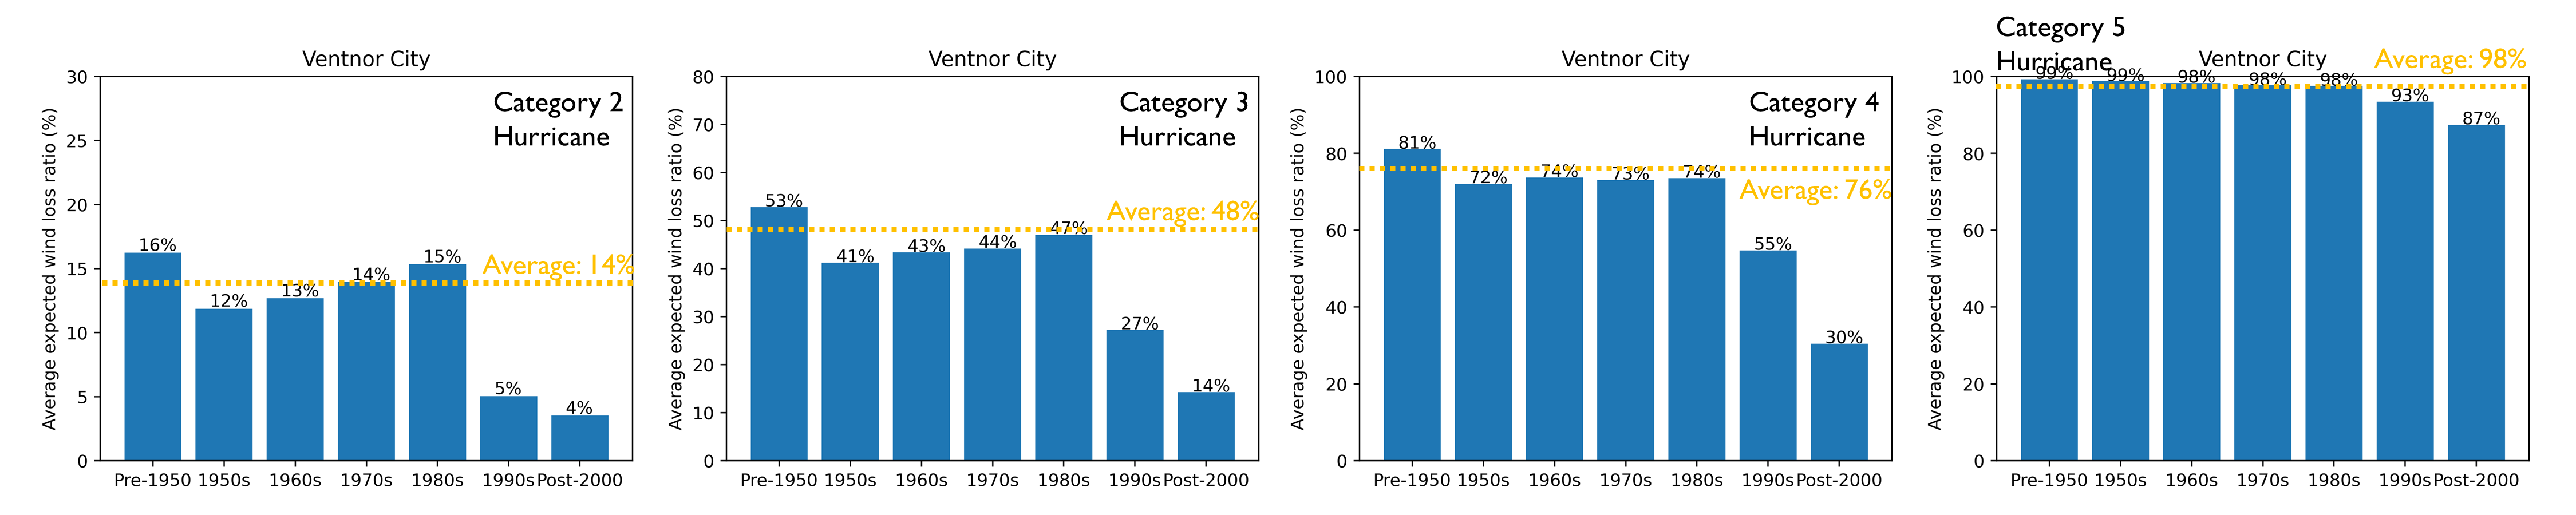 Ventnor City
Category 2
Hurricane
Average: 14%
Average expected wind loss ratio (%)
30
25
20
15
10
5
0
16%
12%
13%
14%
15%
5%
4%
Pre-1950 1950s 1960s 1970s 1980s 1990s Post-2000
Ventnor City
Category 3
Hurricane
Average: 48%
Average expected wind loss ratio (%)
80
70
60
50
40
30
20
10
0
53%
41%
43%
44%
47%
27%
14%
Pre-1950 1950s 1960s 1970s 1980s 1990s Post-2000
Ventnor City
Category 4
Hurricane
Average: 76%
Average expected wind loss ratio (%)
100
80
60
40
20
0
81%
72%
74%
73%
74%
55%
30%
Pre-1950 1950s 1960s 1970s 1980s 1990s Post-2000
Category 5
Hurricane
Ventnor City
Average: 98%
Average expected wind loss ratio (%)
100
80
60
40
20
0
99%
99%
98%
98%
98%
93%
87%
Pre-1950 1950s 1960s 1970s 1980s 1990s Post-2000